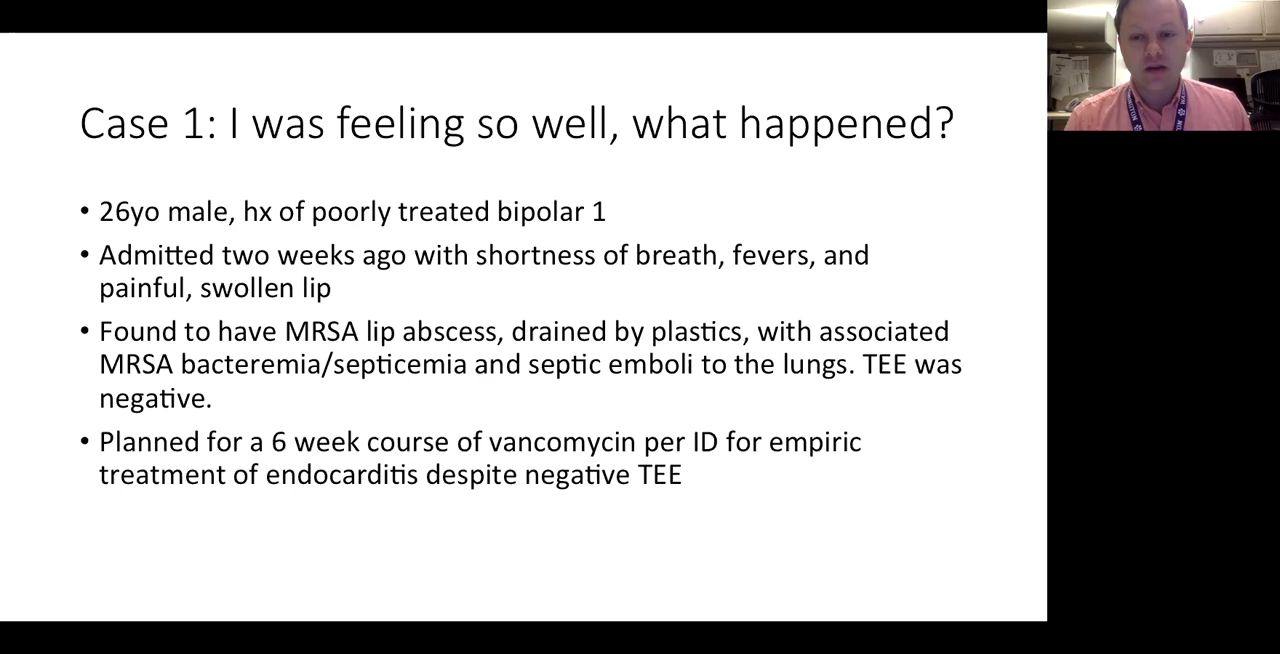 Case 1: I was feeling so well, what happened?
• 26yo male, hx of poorly treated bipolar 1
• Admitted two weeks ago with shortness of breath, fevers, and
painful, swollen lip
• Found to have MRSA lip abscess, drained by plastics, with associated
MRSA bacteremia/septicemia and septic emboli to the lungs. TEE was
negative.
• Planned for a 6 week course of vancomycin per ID for empiric
treatment of endocarditis despite negative TEE